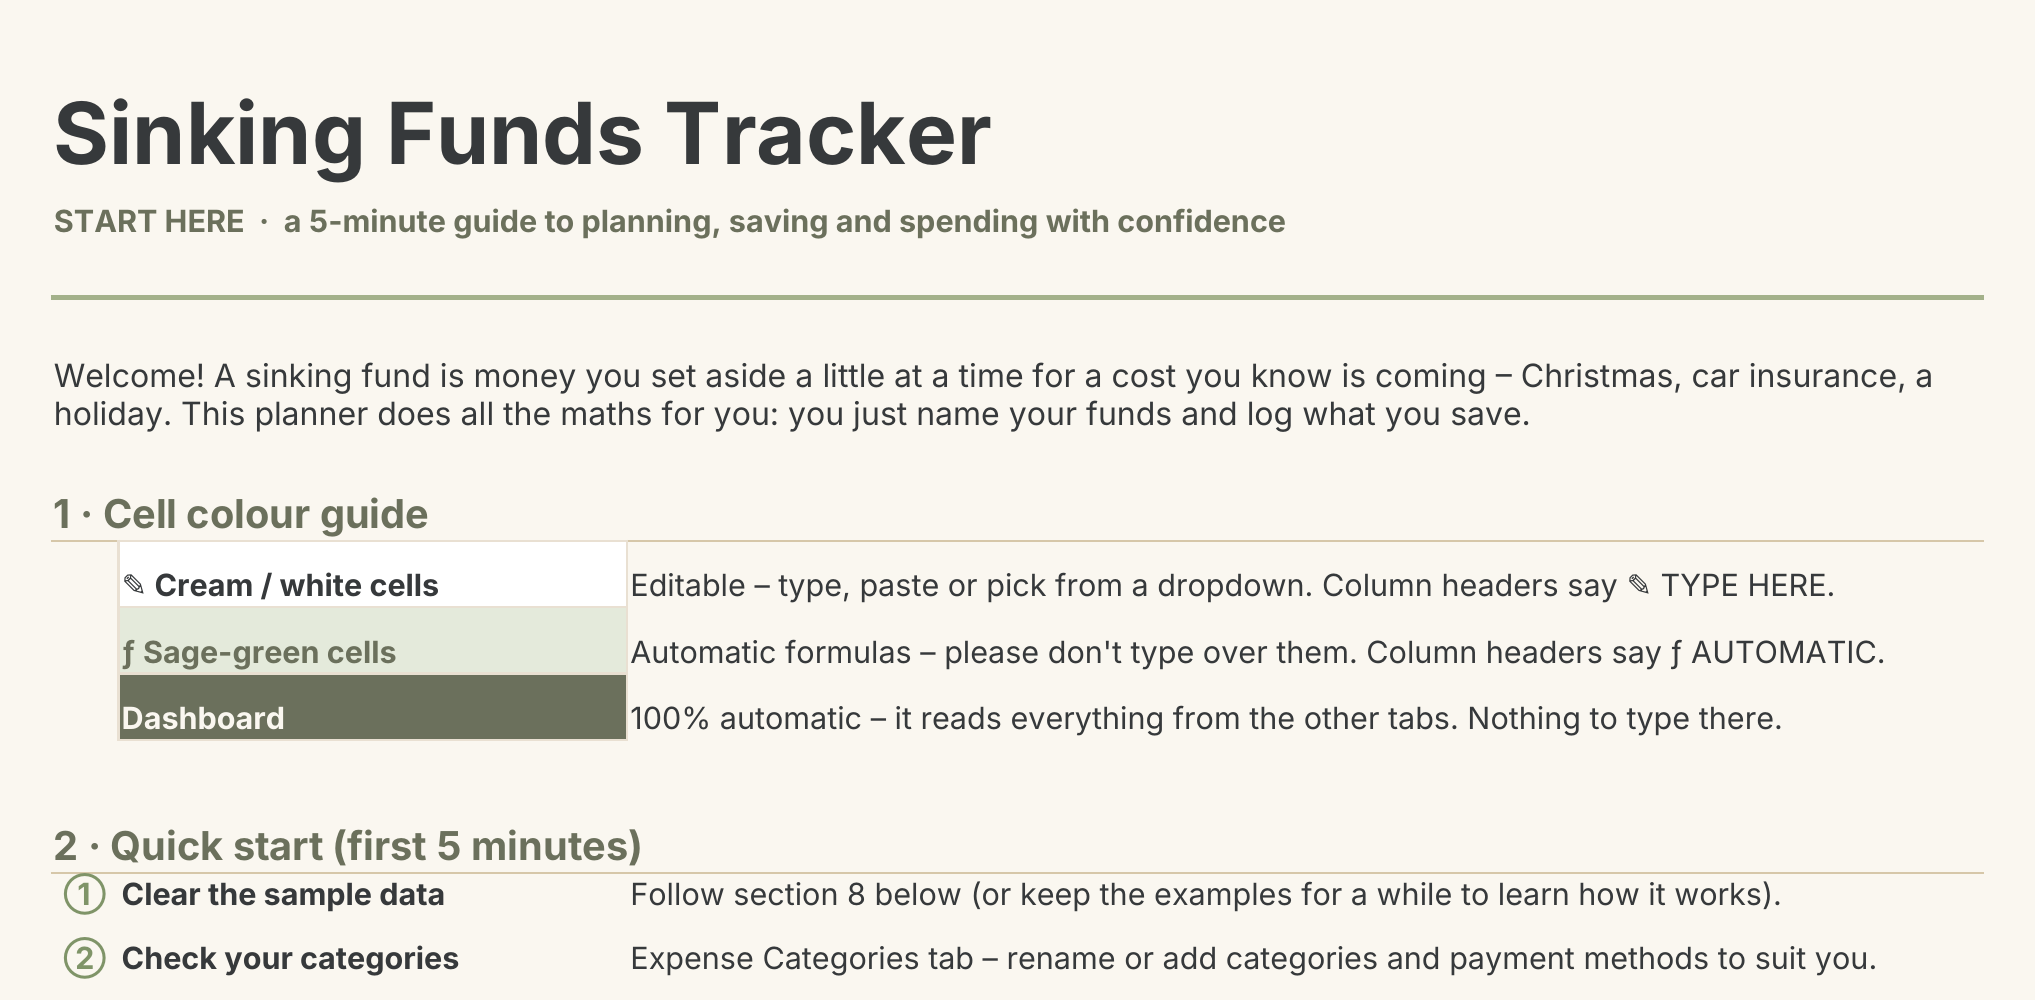 Sinking Funds Tracker
START HERE · a 5-minute guide to planning, saving and spending with confidence
Welcome! A sinking fund is money you set aside a little at a time for a cost you know is coming – Christmas, car insurance, a
holiday. This planner does all the maths for you: you just name your funds and log what you save.
1 · Cell colour guide
✎ Cream / white cells Editable – type, paste or pick from a dropdown. Column headers say ✎ TYPE HERE.
ƒ Sage-green cells Automatic formulas – please don't type over them. Column headers say ƒ AUTOMATIC.
Dashboard 100% automatic – it reads everything from the other tabs. Nothing to type there.
2 · Quick start (first 5 minutes)
① Clear the sample data Follow section 8 below (or keep the examples for a while to learn how it works).
② Check your categories Expense Categories tab – rename or add categories and payment methods to suit you.